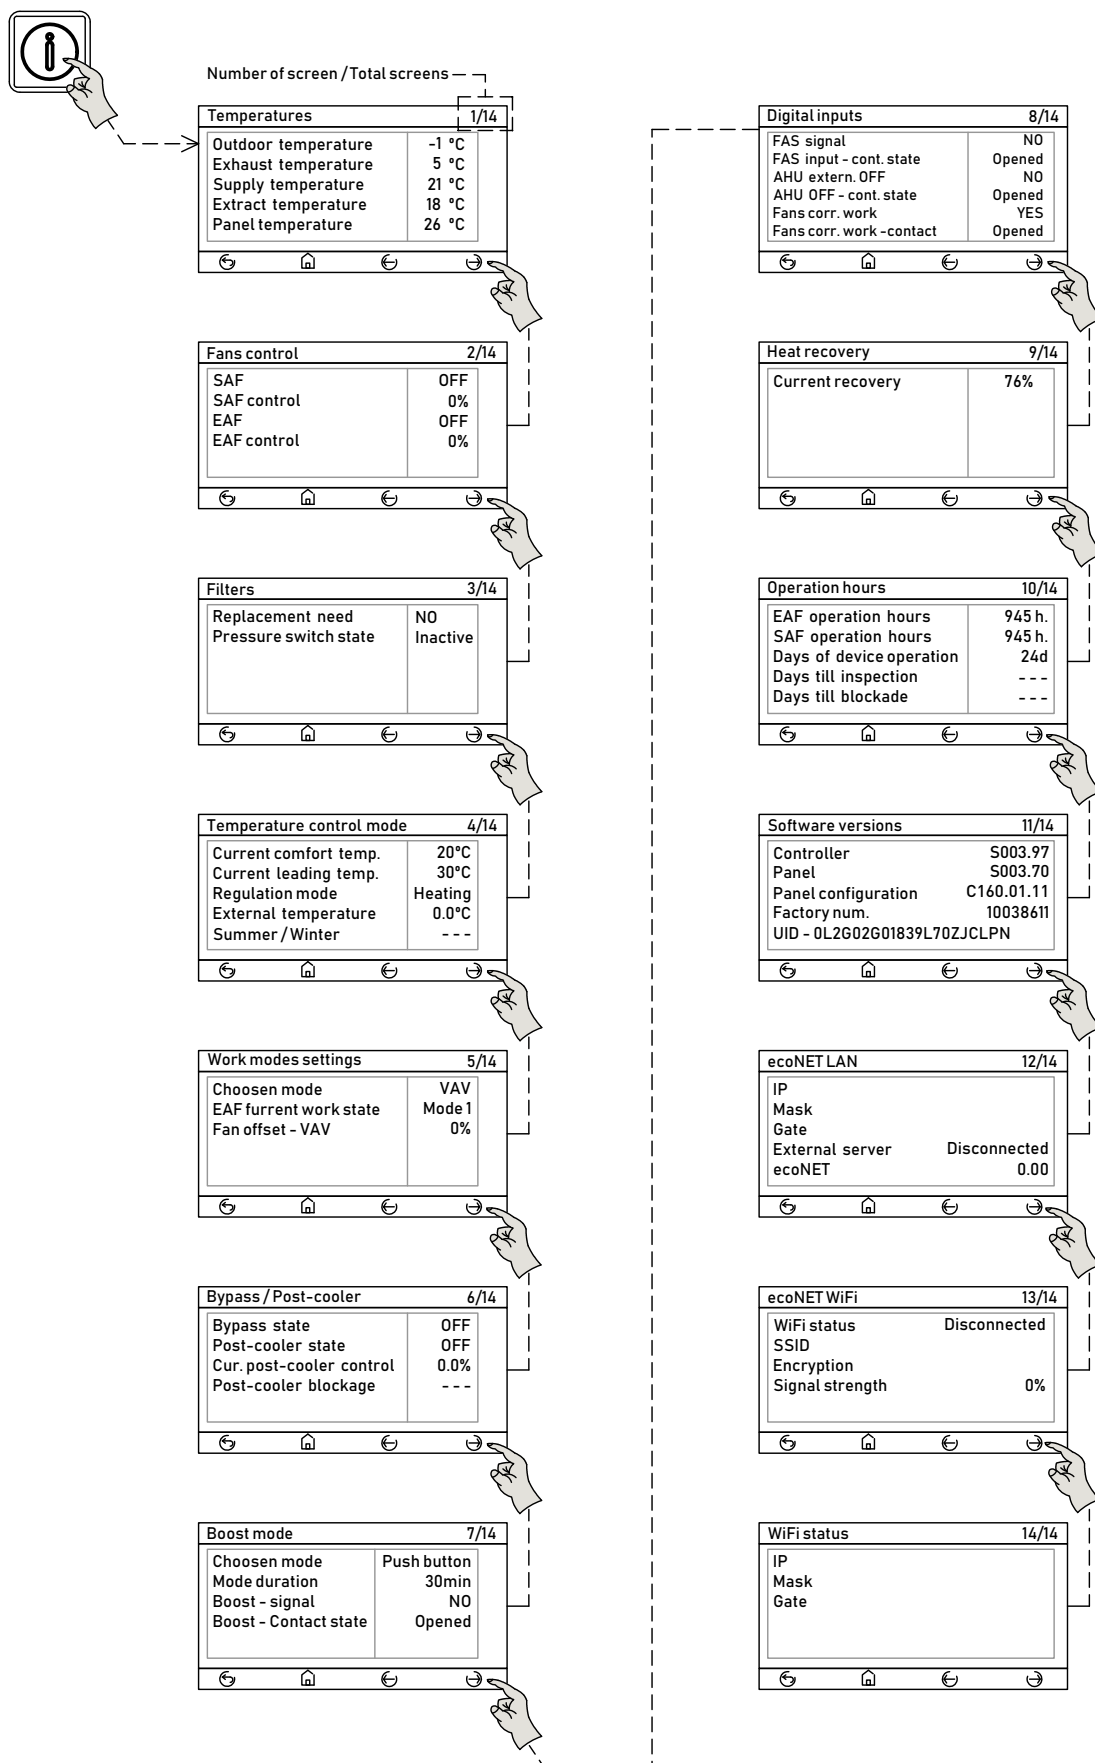 Number of screen / Total screens
Temperatures 1/14
Outdoor temperature -1 °C
Exhaust temperature 5 °C
Supply temperature 21 °C
Extract temperature 18 °C
Panel temperature 26 °C
Fans control 2/14
SAF OFF
SAF control 0%
EAF OFF
EAF control 0%
Filters 3/14
Replacement need NO
Pressure switch state Inactive
Temperature control mode 4/14
Current comfort temp. 20°C
Current leading temp. 30°C
Regulation mode Heating
External temperature 0.0°C
Summer / Winter - - -
Work modes settings 5/14
Choosen mode VAV
EAF furrent work state Mode 1
Fan offset - VAV 0%
Bypass / Post-cooler 6/14
Bypass state OFF
Post-cooler state OFF
Cur. post-cooler control 0.0%
Post-cooler blockage - - -
Boost mode 7/14
Choosen mode Push button
Mode duration 30min
Boost - signal NO
Boost - Contact state Opened
Digital inputs 8/14
FAS signal NO
FAS input - cont. state Opened
AHU extern. OFF NO
AHU OFF - cont. state Opened
Fans corr. work YES
Fans corr. work -contact Opened
Heat recovery 9/14
Current recovery 76%
Operation hours 10/14
EAF operation hours 945 h.
SAF operation hours 945 h.
Days of device operation 24d
Days till inspection - - -
Days till blockade - - -
Software versions 11/14
Controller S003.97
Panel S003.70
Panel configuration C160.01.11
Factory num. 10038611
UID - 0L2G02G01839L70ZJCLPN
ecoNET LAN 12/14
IP
Mask
Gate
External server Disconnected
ecoNET 0.00
ecoNET WiFi 13/14
WiFi status Disconnected
SSID
Encryption
Signal strength 0%
WiFi status 14/14
IP
Mask
Gate